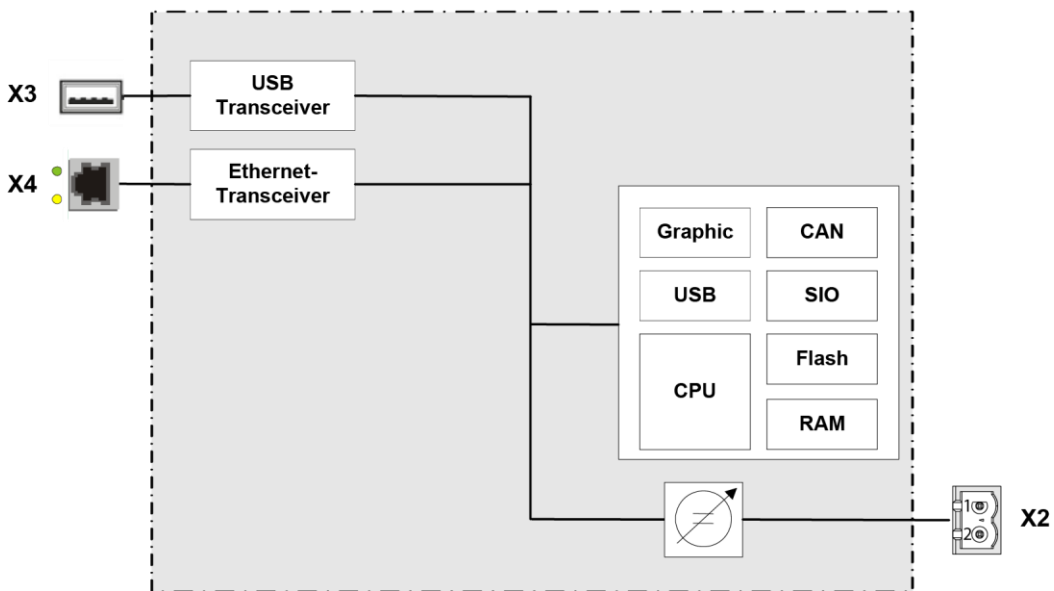 X3
USB
Transceiver
X4
Ethernet-
Transceiver
Graphic
CAN
USB
SIO
CPU
Flash
RAM
1
2
X2